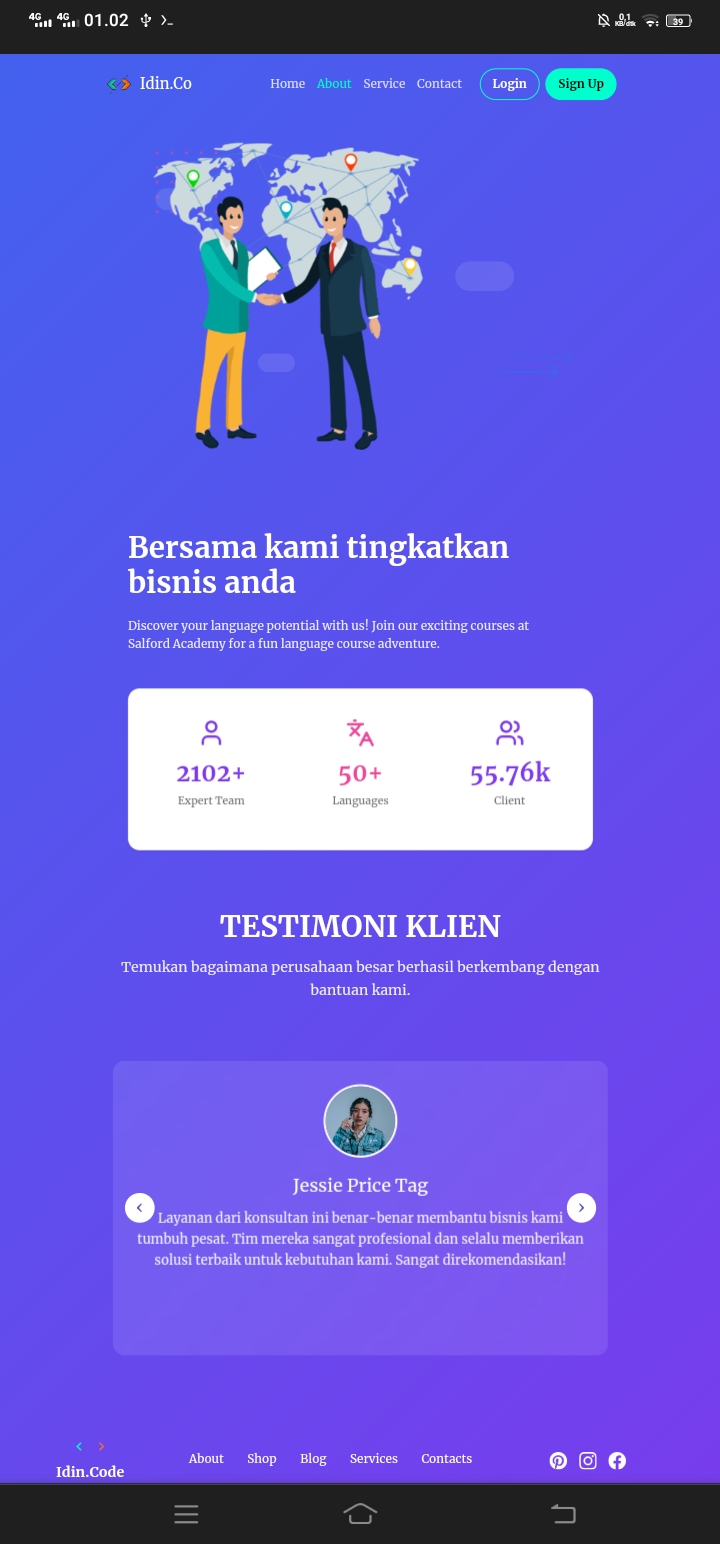 4G 4G 01.02 0,1 KB/dtk 39
Idin.Co Home About Service Contact Login Sign Up
Bersama kami tingkatkan
bisnis anda
Discover your language potential with us! Join our exciting courses at
Salford Academy for a fun language course adventure.
2102+ 50+ 55.76k
Expert Team Languages Client
TESTIMONI KLIEN
Temukan bagaimana perusahaan besar berhasil berkembang dengan
bantuan kami.
Jessie Price Tag
Layanan dari konsultan ini benar-benar membantu bisnis kami
tumbuh pesat. Tim mereka sangat profesional dan selalu memberikan
solusi terbaik untuk kebutuhan kami. Sangat direkomendasikan!
About Shop Blog Services Contacts
Idin.Code